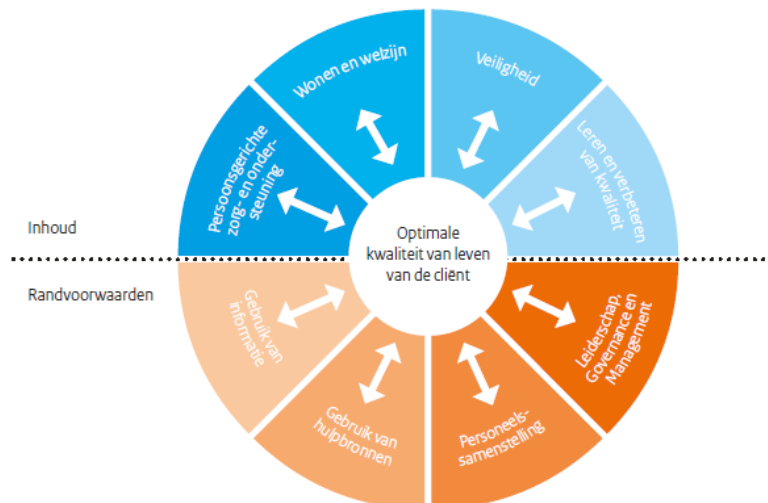 Wonen en welzijn
Veiligheid
Persoonsgerichte
zorg- en onder-
steuning
Leren en verbeteren
van kwaliteit
Inhoud
Optimale
kwaliteit van leven
van de cliënt
Randvoorwaarden
Gebruik van
informatie
Leiderschap,
Governance en
Management
Gebruik van
hulpbronnen
Personeels-
samenstelling